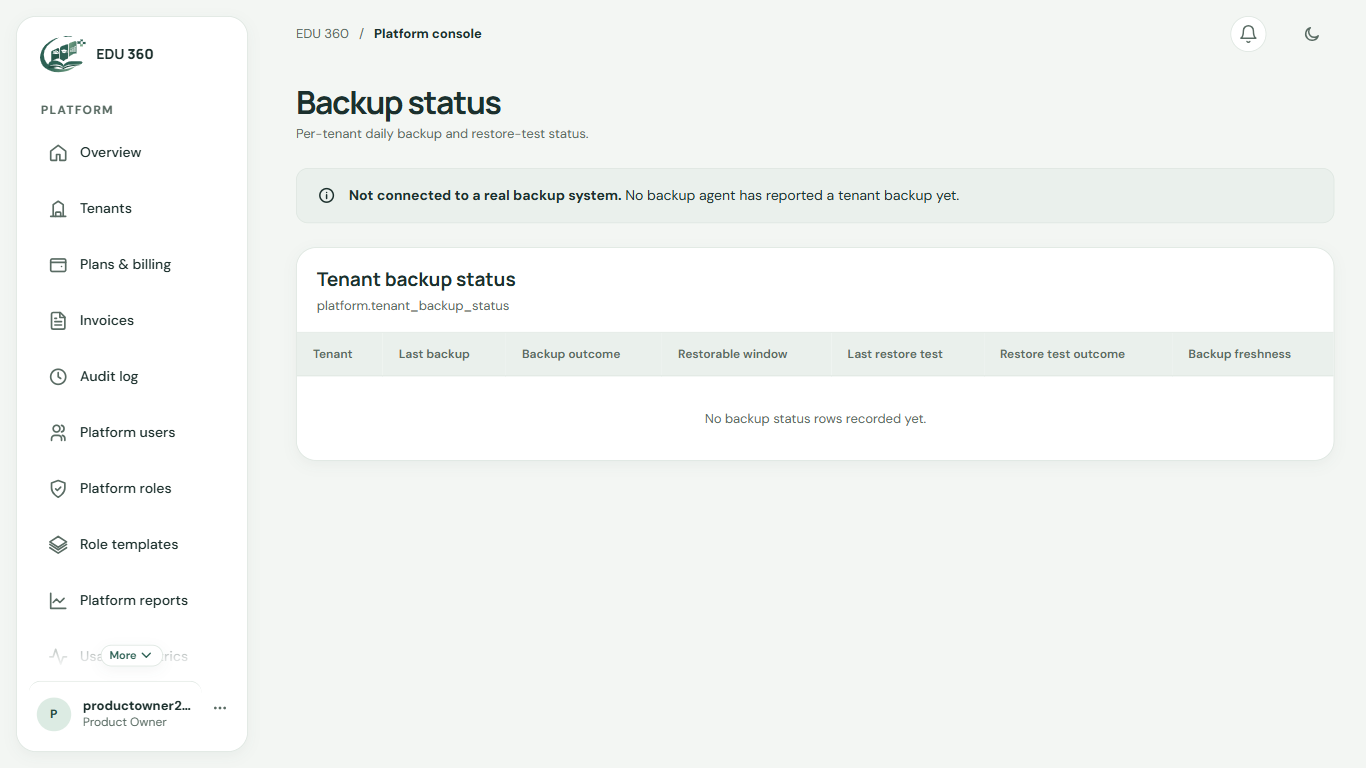 EDU 360
PLATFORM
Overview
Tenants
Plans & billing
Invoices
Audit log
Platform users
Platform roles
Role templates
Platform reports
More
productowner2...
Product Owner
P
EDU 360 / Platform console
Backup status
Per-tenant daily backup and restore-test status.
Not connected to a real backup system. No backup agent has reported a tenant backup yet.
Tenant backup status
platform.tenant_backup_status
Tenant Last backup Backup outcome Restorable window Last restore test Restore test outcome Backup freshness
No backup status rows recorded yet.